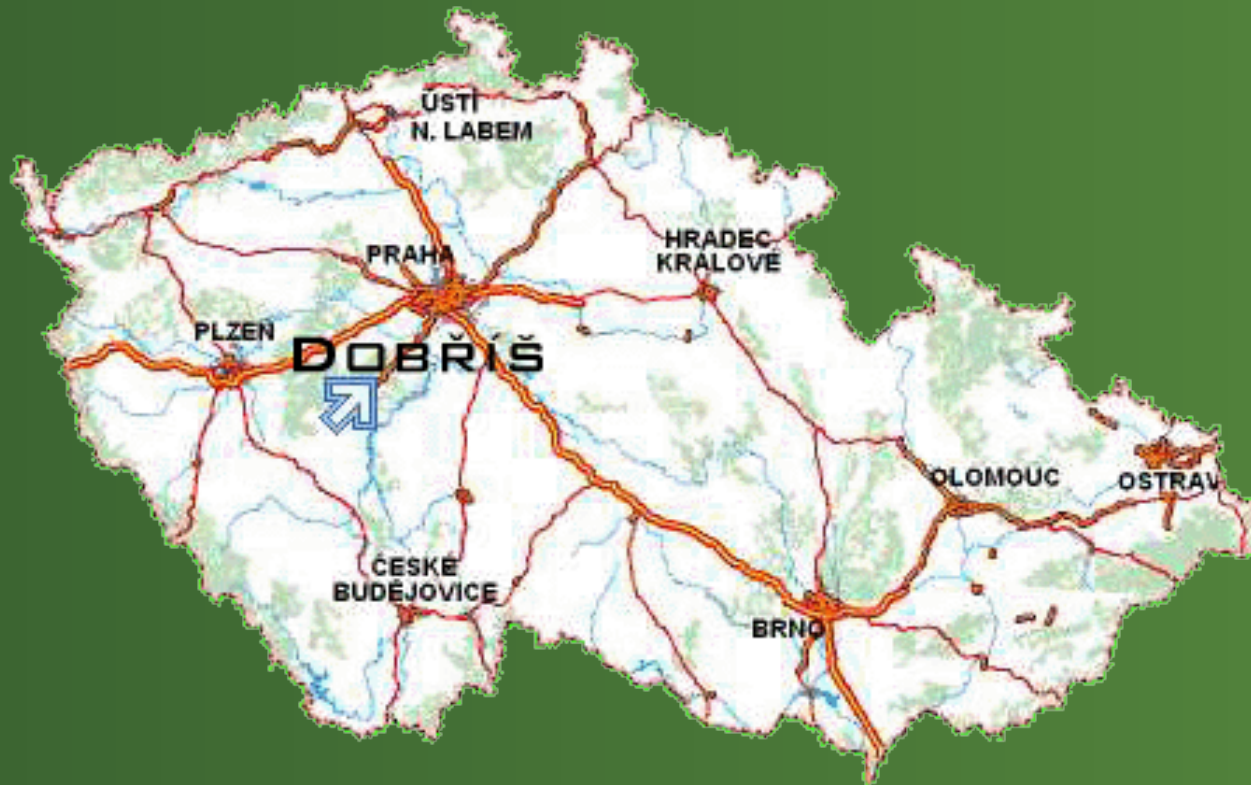 ÚSTÍ
N. LABEM
PRAHA
HRADEC
KRÁLOVÉ
PLZEŇ
DOBŘÍŠ
OLOMOUC
OSTRAV
ČESKÉ
BUDĚJOVICE
BRNO